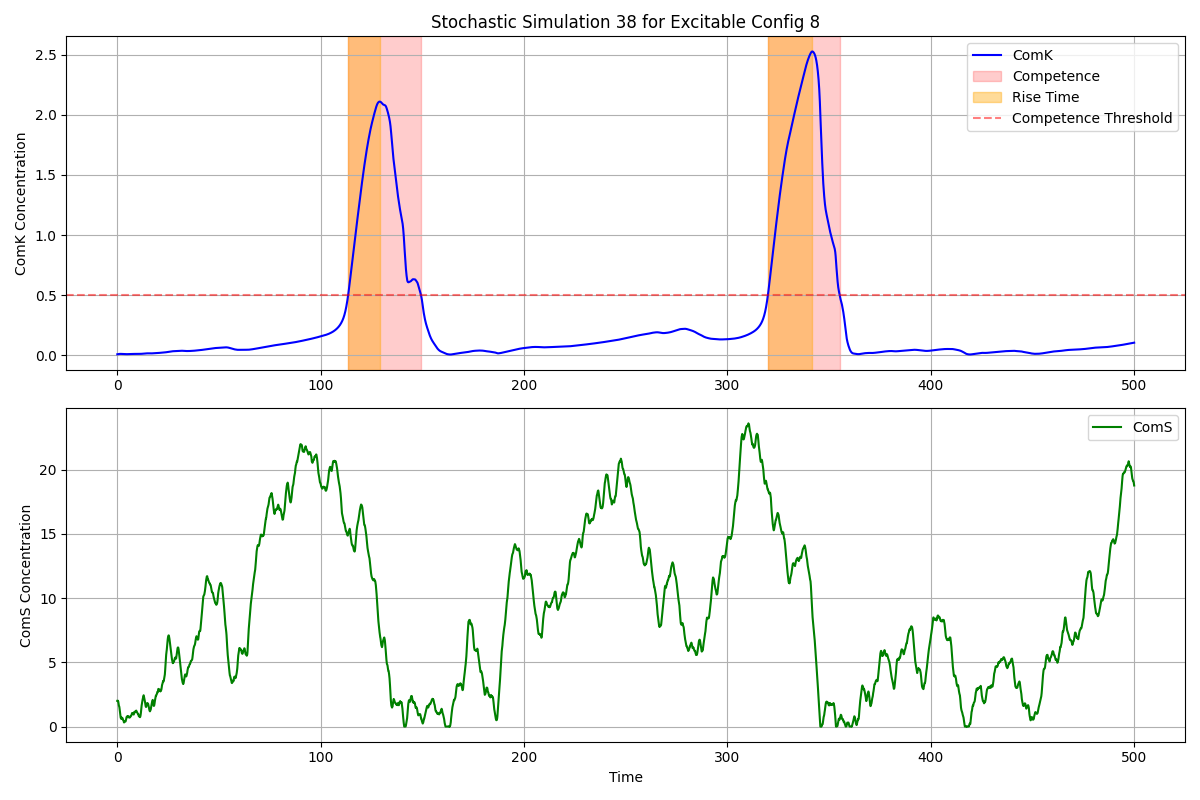 Stochastic Simulation 38 for Excitable Config 8
ComK Concentration
2.5
2.0
1.5
1.0
0.5
0.0
ComK
Competence
Rise Time
Competence Threshold
0 100 200 300 400 500
ComS Concentration
20
15
10
5
0
ComS
0 100 200 300 400 500
Time